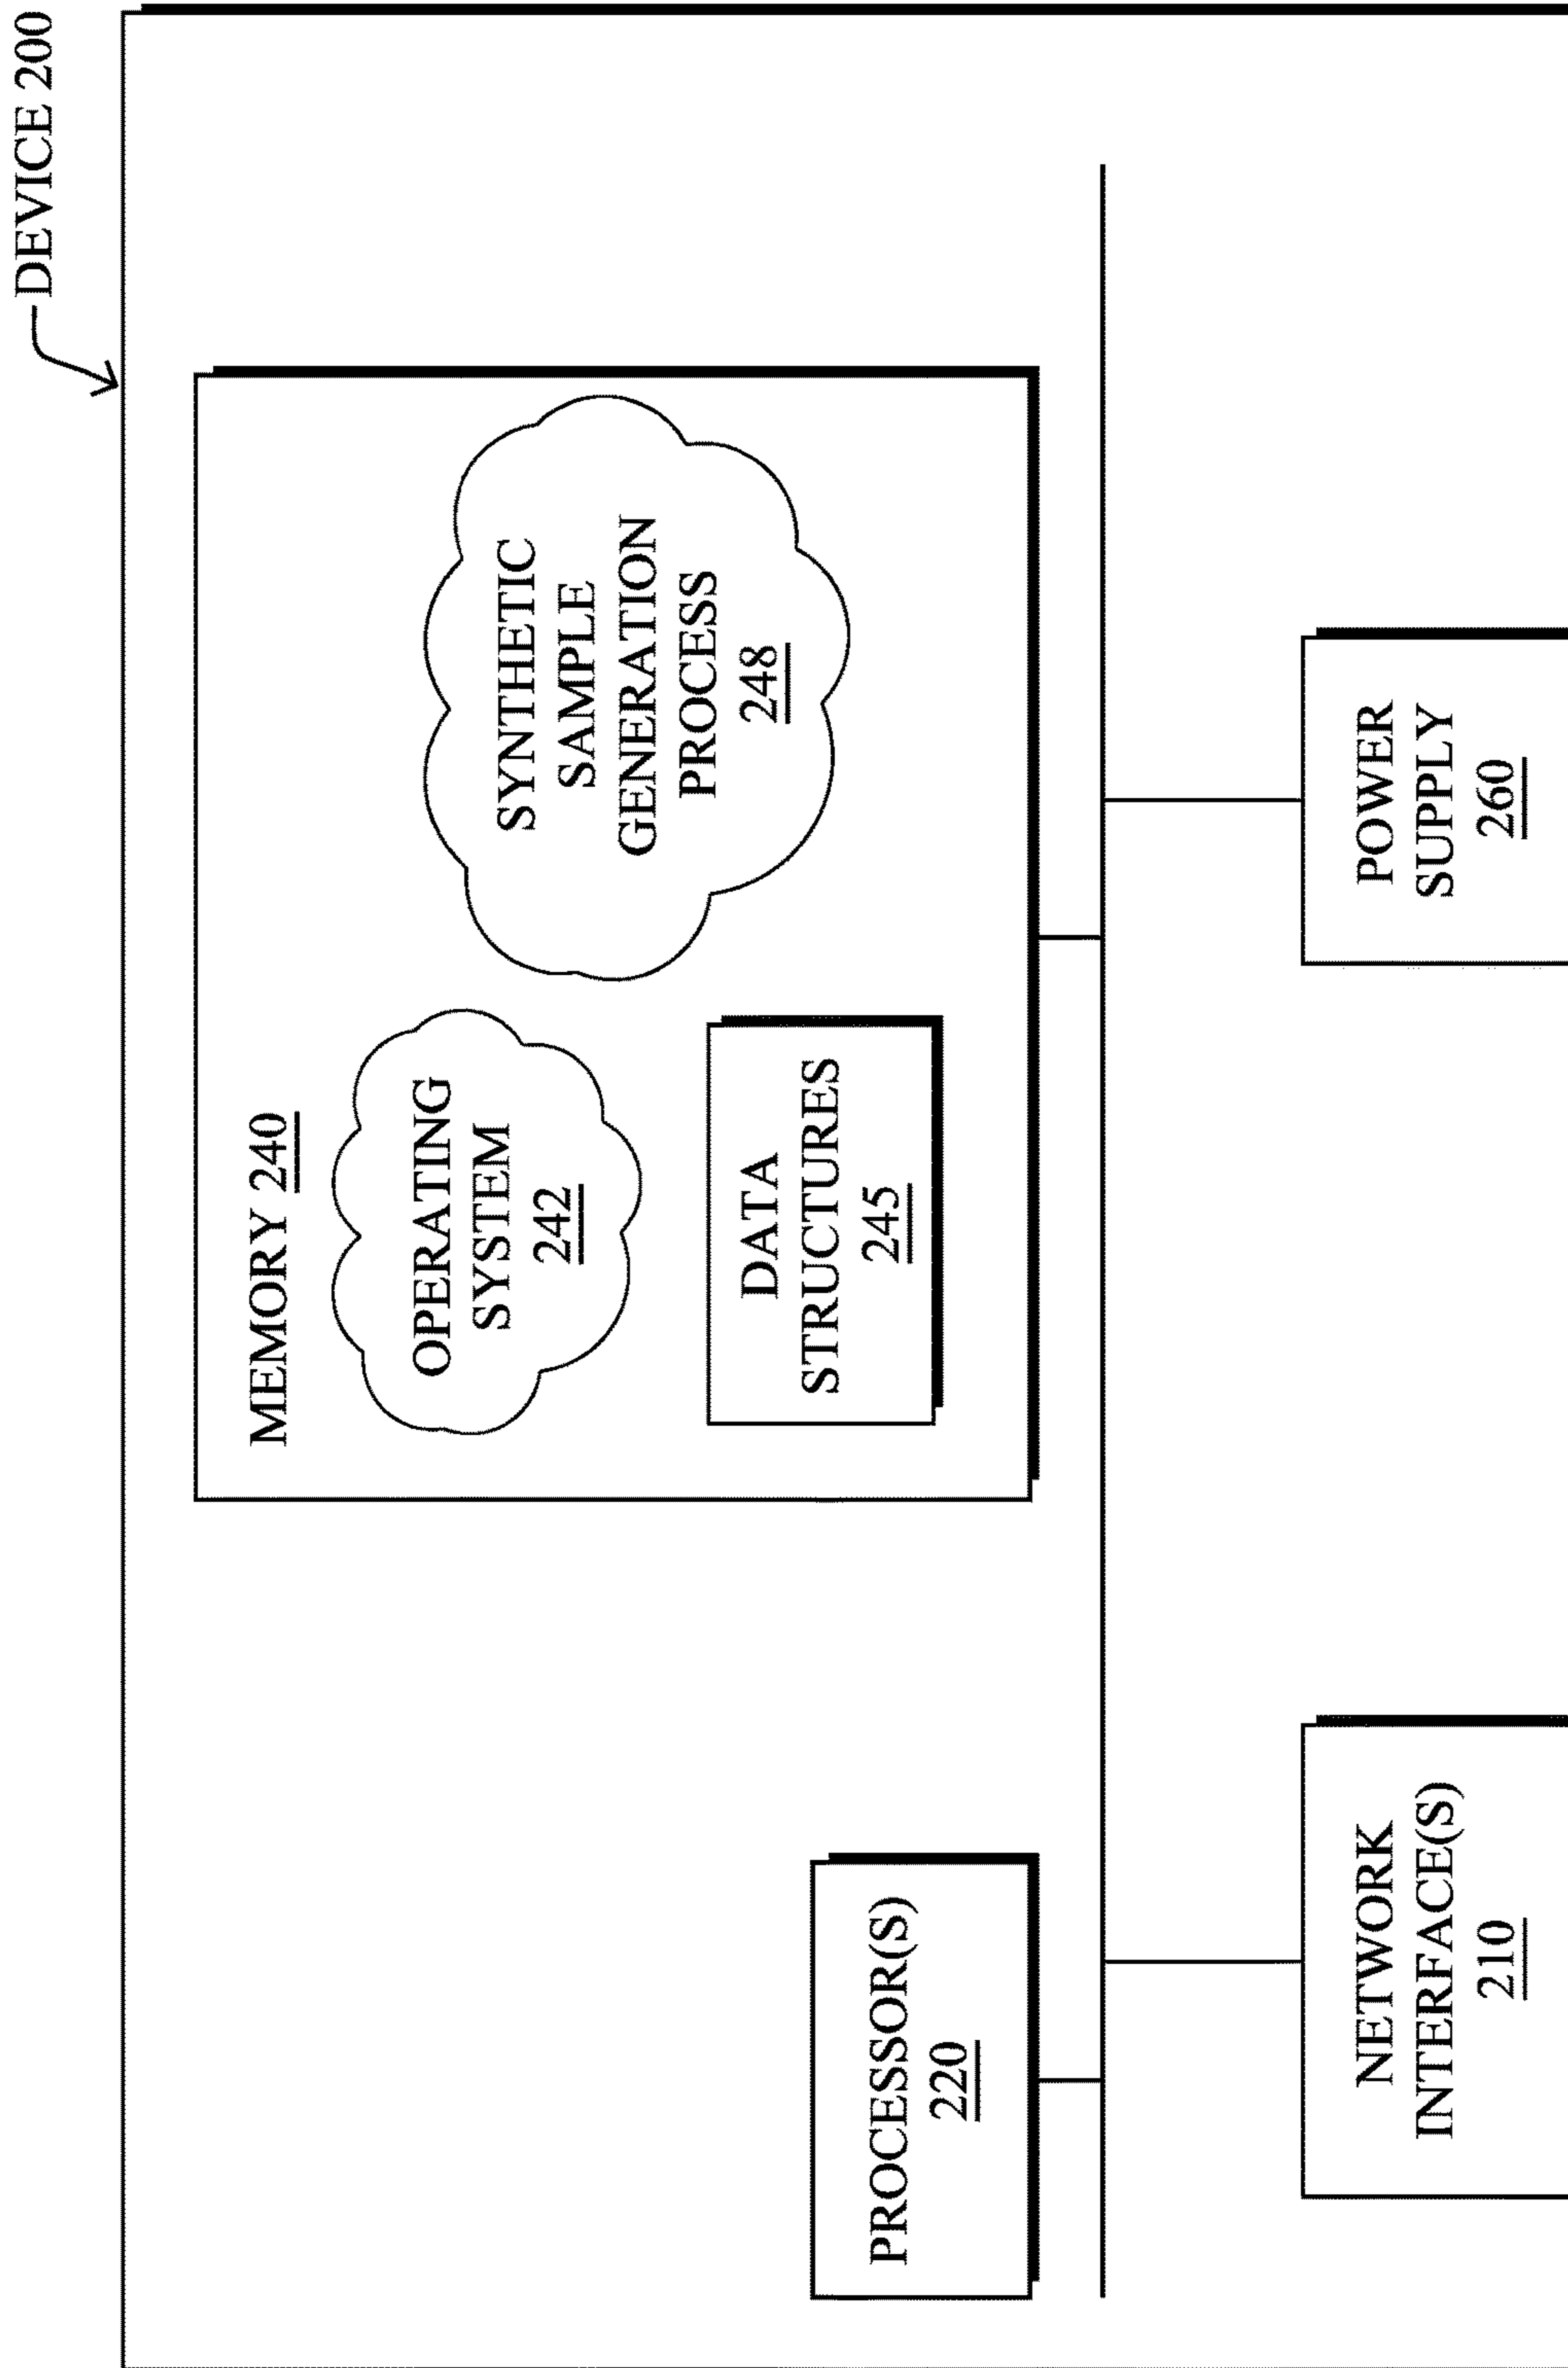 DEVICE 200
MEMORY 240
OPERATING
SYSTEM
242
DATA
STRUCTURES
245
SYNTHETIC
SAMPLE
GENERATION
PROCESS
248
PROCESSOR(S)
220
NETWORK
INTERFACE(S)
210
POWER
SUPPLY
260